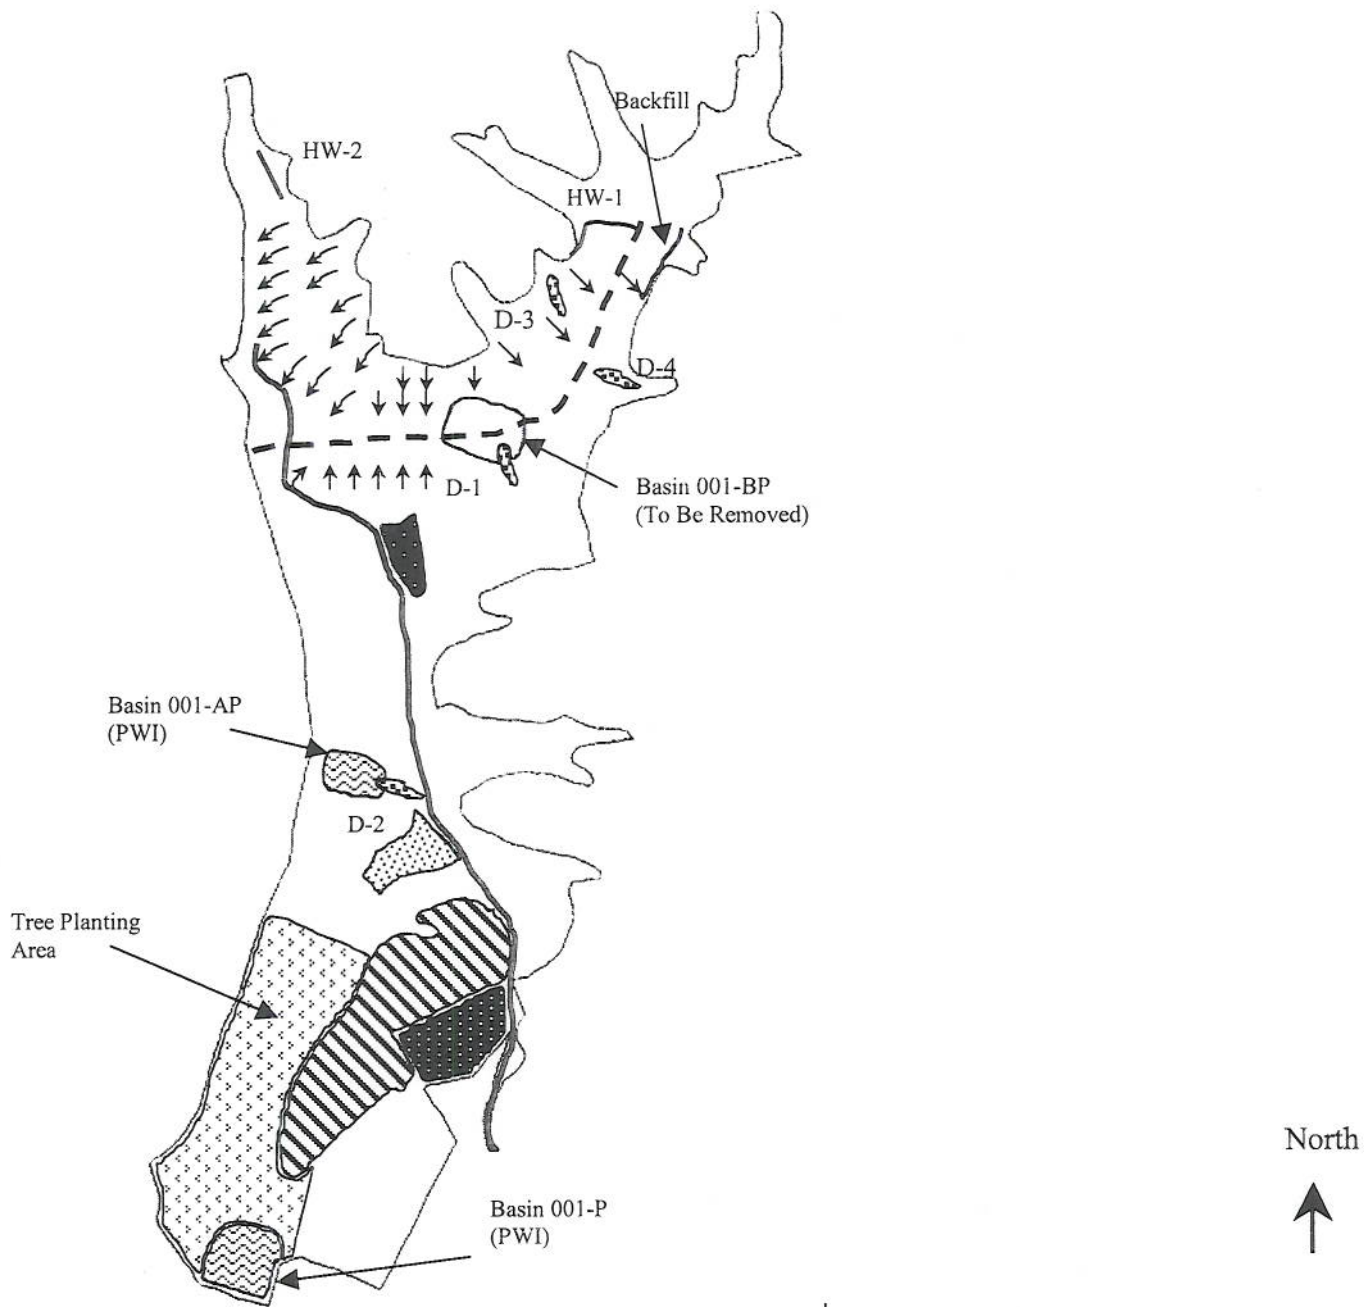 Backfill
HW-2
HW-1
D-3
D-4
D-1
Basin 001-BP
(To Be Removed)
Basin 001-AP
(PWI)
D-2
Tree Planting
Area
North
Basin 001-P
(PWI)